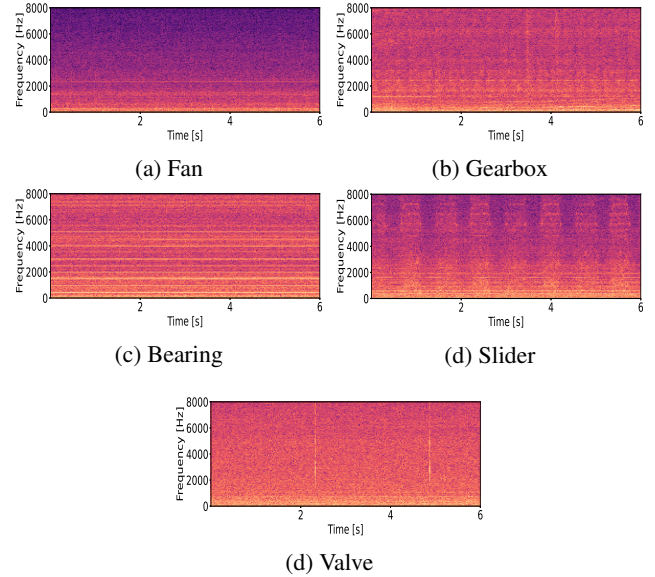 8000
6000
4000
2000
0
Frequency [Hz]
2 4 6
Time [s]
(a) Fan
8000
6000
4000
2000
0
Frequency [Hz]
2 4 6
Time [s]
(b) Gearbox
8000
6000
4000
2000
0
Frequency [Hz]
2 4 6
Time [s]
(c) Bearing
8000
6000
4000
2000
0
Frequency [Hz]
2 4 6
Time [s]
(d) Slider
8000
6000
4000
2000
0
Frequency [Hz]
2 4 6
Time [s]
(d) Valve